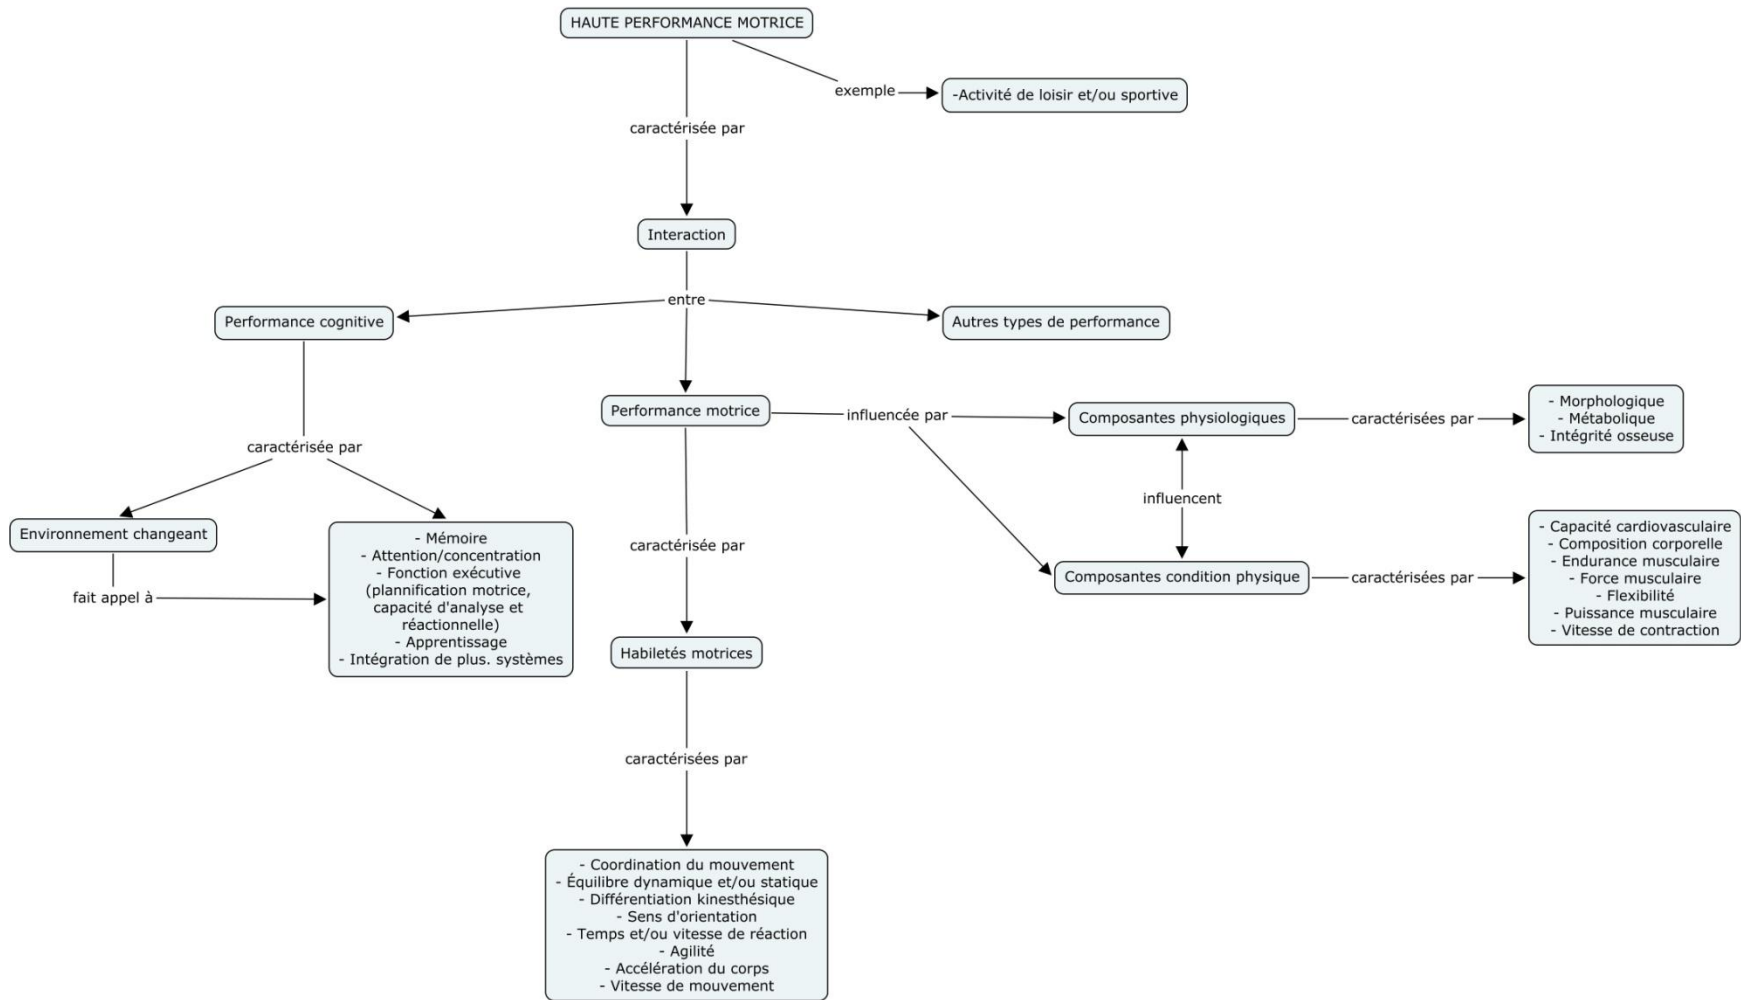 HAUTE PERFORMANCE MOTRICE
exemple
-Activité de loisir et/ou sportive
caractérisée par
Interaction
entre
Performance cognitive
Autres types de performance
Performance motrice
influencée par
Composantes physiologiques
caractérisées par
- Morphologique
- Métabolique
- Intégrité osseuse
caractérisée par
influencent
Environnement changeant
fait appel à
- Mémoire
- Attention/concentration
- Fonction exécutive
(plannification motrice,
capacité d'analyse et
réactionnelle)
- Apprentissage
- Intégration de plus. systèmes
caractérisée par
Composantes condition physique
caractérisées par
- Capacité cardiovasculaire
- Composition corporelle
- Endurance musculaire
- Force musculaire
- Flexibilité
- Puissance musculaire
- Vitesse de contraction
Habiletés motrices
caractérisées par
- Coordination du mouvement
- Équilibre dynamique et/ou statique
- Différentiation kinesthésique
- Sens d'orientation
- Temps et/ou vitesse de réaction
- Agilité
- Accélération du corps
- Vitesse de mouvement